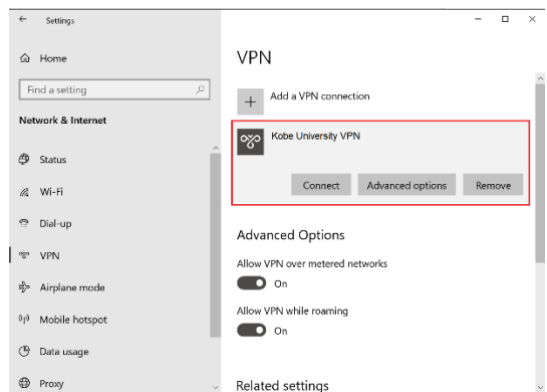 Settings
Home
Find a setting
Network & Internet
Status
Wi-Fi
Dial-up
VPN
Airplane mode
Mobile hotspot
Data usage
Proxy
VPN
Add a VPN connection
Kobe University VPN
Connect Advanced options Remove
Advanced Options
Allow VPN over metered networks
On
Allow VPN while roaming
On
Related settings